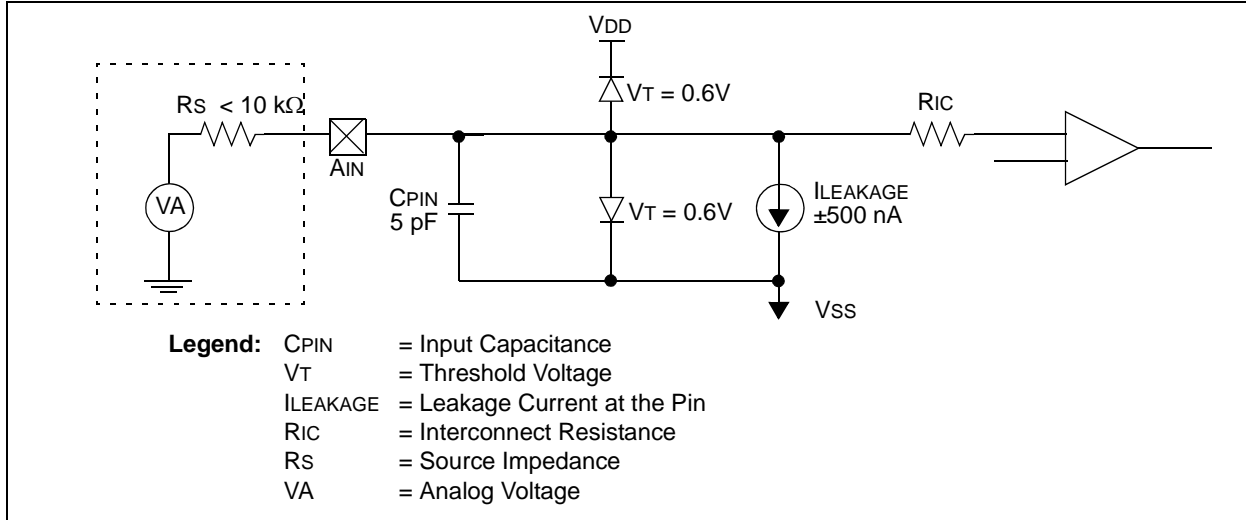 VDD
VT = 0.6V
RS < 10 kΩ
RIC
AIN
VA
CPIN
5 pF
VT = 0.6V
ILEAKAGE
±500 nA
VSS
Legend: CPIN = Input Capacitance
VT = Threshold Voltage
ILEAKAGE = Leakage Current at the Pin
RIC = Interconnect Resistance
RS = Source Impedance
VA = Analog Voltage